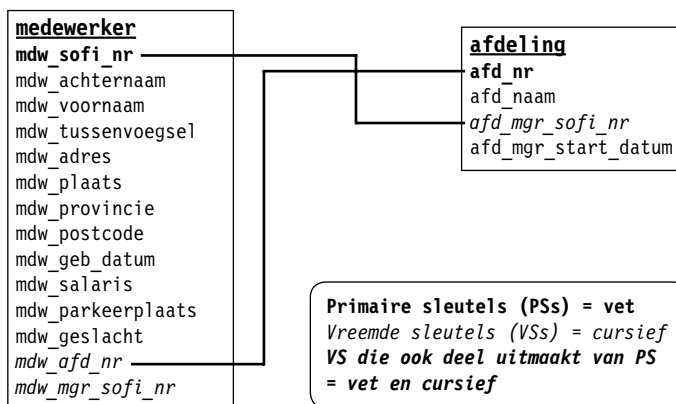 medewerker
mdw_sofi_nr
mdw_achternaam
mdw_voornaam
mdw_tussenvoegsel
mdw_adres
mdw_plaats
mdw_provincie
mdw_postcode
mdw_geb_datum
mdw_salaris
mdw_parkeerplaats
mdw_geslacht
mdw_afd_nr
mdw_mgr_sofi_nr
afdeling
afd_nr
afd_naam
afd_mgr_sofi_nr
afd_mgr_start_datum
Primaire sleutels (PSs) = vet
Vreemde sleutels (VSs) = cursief
VS die ook deel uitmaakt van PS
= vet en cursief